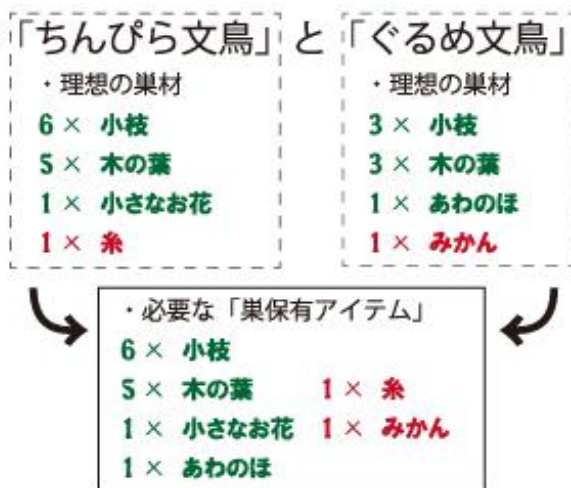 「ちんぴら文鳥」と「ぐるめ文鳥」
・理想の巣材
6 × 小枝
5 × 木の葉
1 × 小さなお花
1 × 糸
・理想の巣材
3 × 小枝
3 × 木の葉
1 × あわのほ
1 × みかん
・必要な「巣保有アイテム」
6 × 小枝
5 × 木の葉
1 × 小さなお花
1 × あわのほ
1 × 糸
1 × みかん